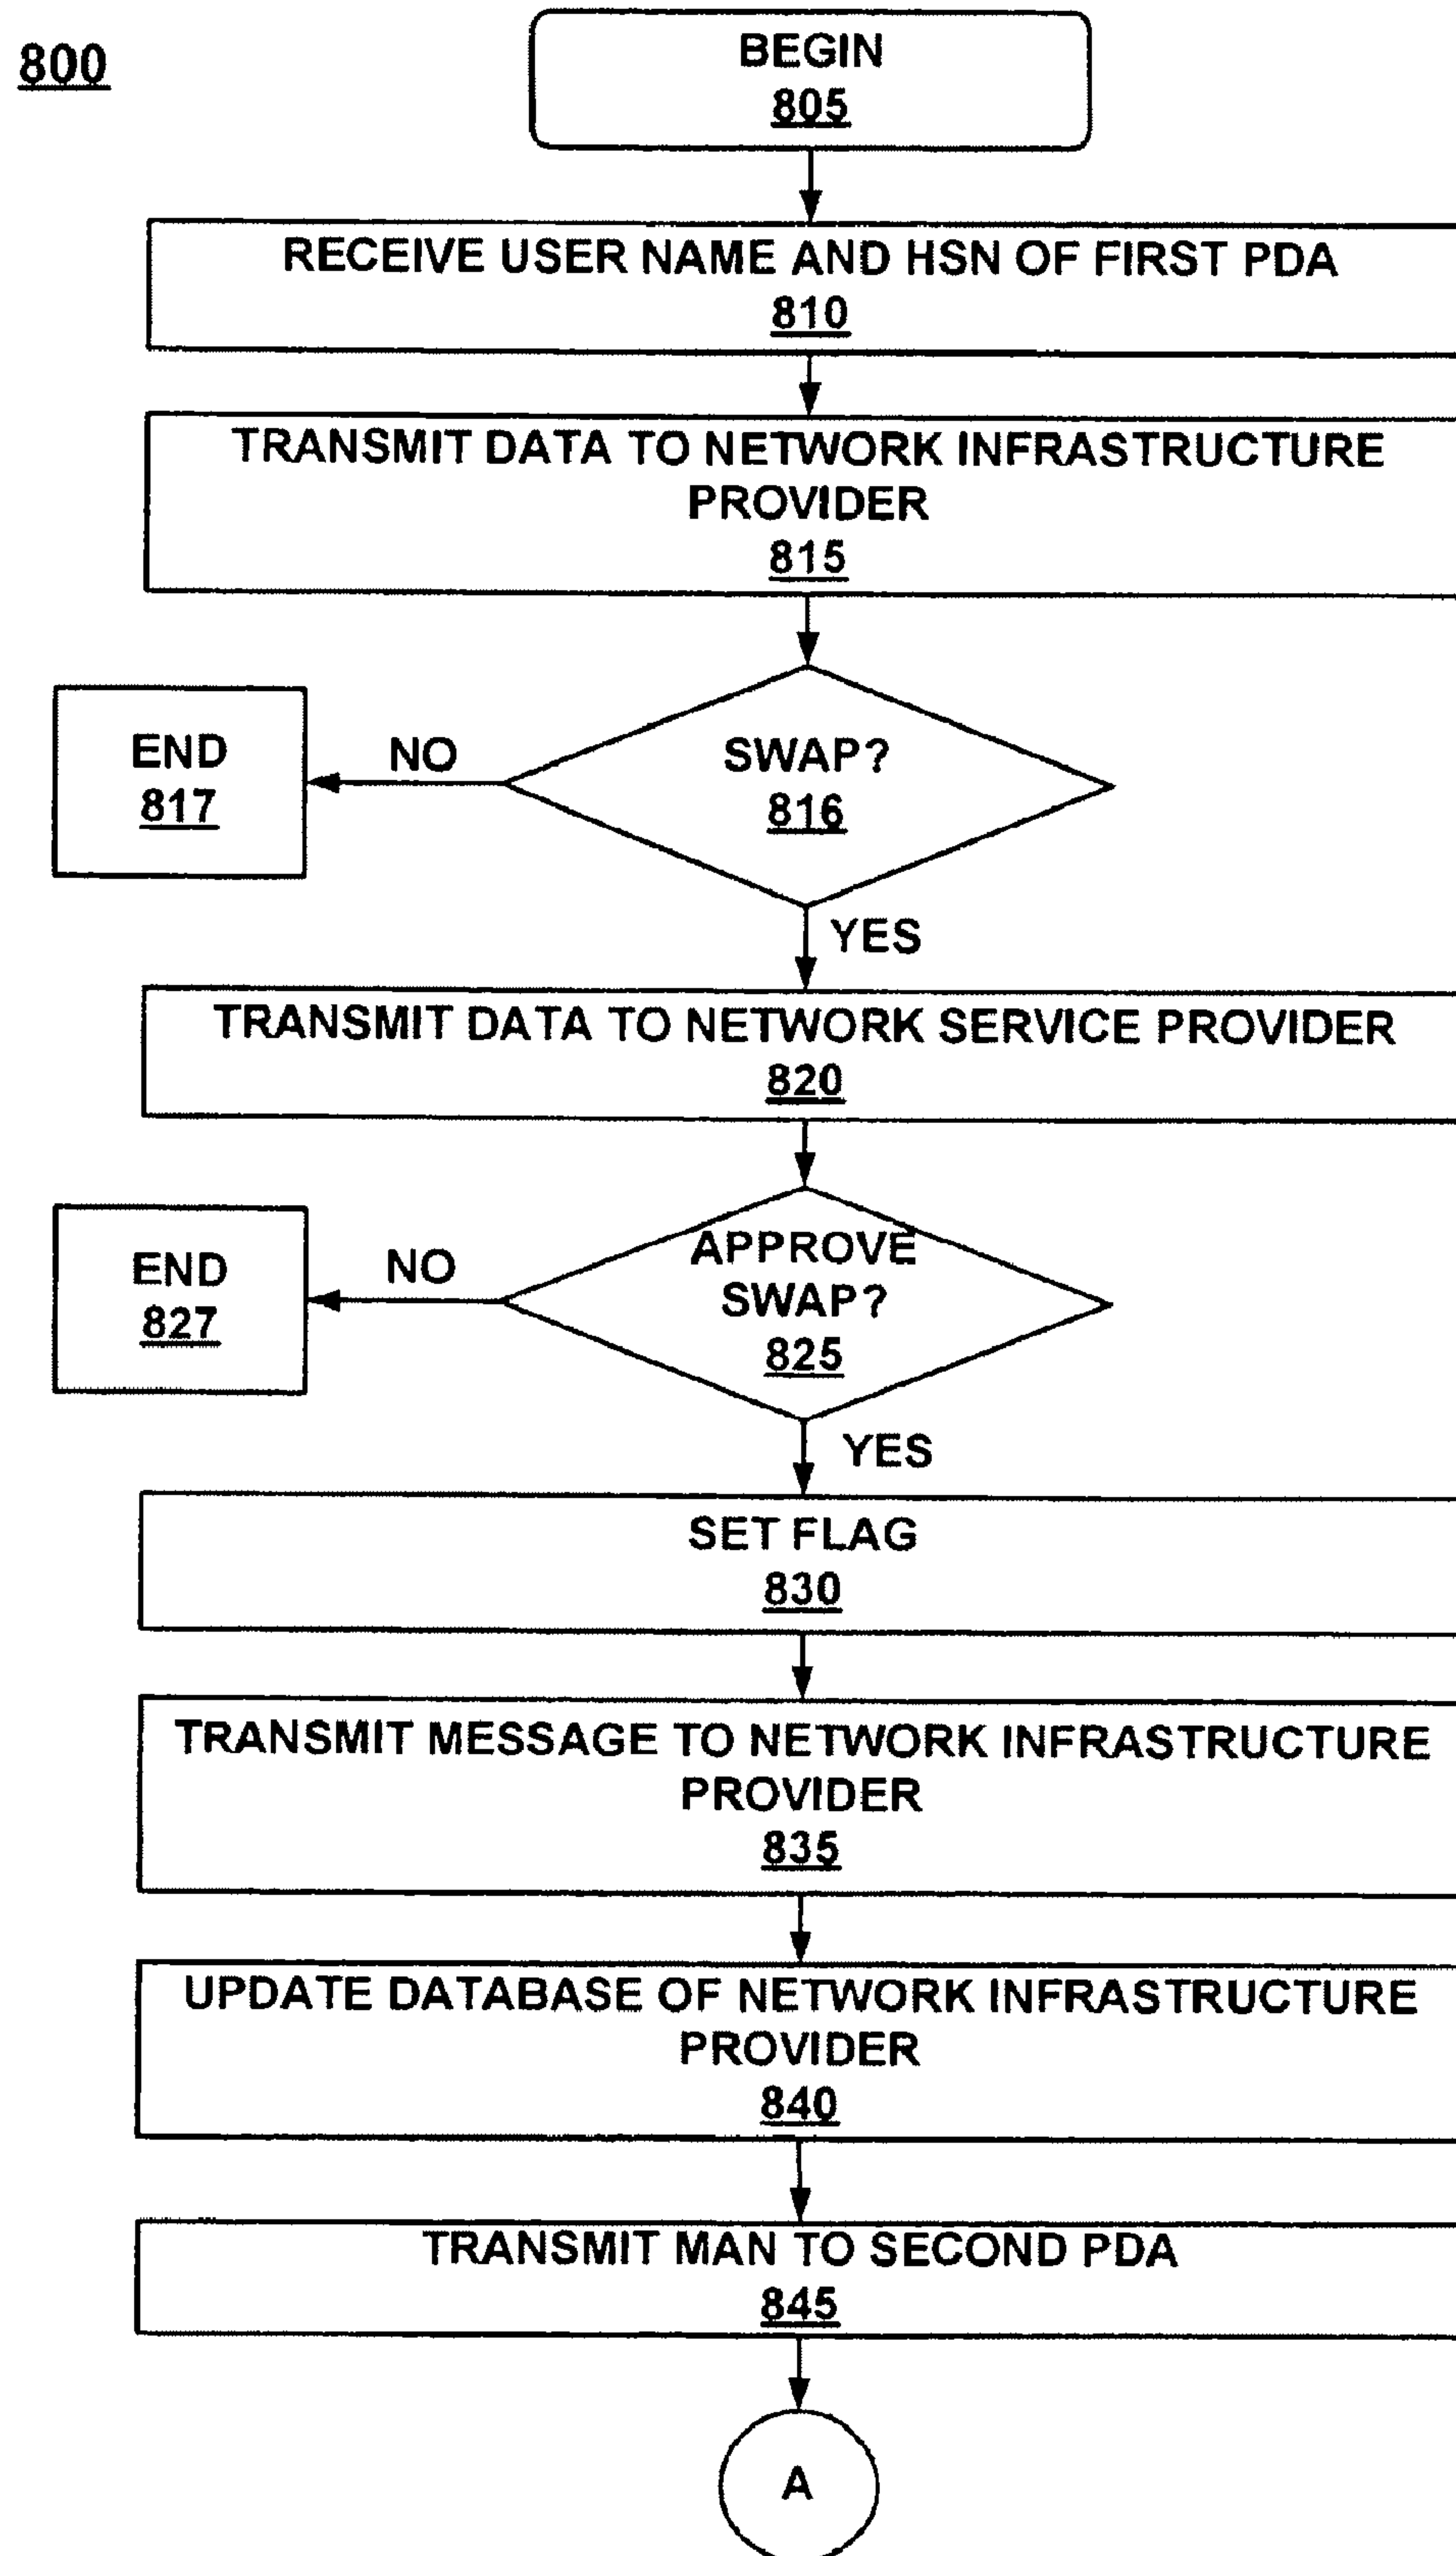 800
BEGIN
805
RECEIVE USER NAME AND HSN OF FIRST PDA
810
TRANSMIT DATA TO NETWORK INFRASTRUCTURE
PROVIDER
815
SWAP?
816
NO
END
817
YES
TRANSMIT DATA TO NETWORK SERVICE PROVIDER
820
APPROVE
SWAP?
825
NO
END
827
YES
SET FLAG
830
TRANSMIT MESSAGE TO NETWORK INFRASTRUCTURE
PROVIDER
835
UPDATE DATABASE OF NETWORK INFRASTRUCTURE
PROVIDER
840
TRANSMIT MAN TO SECOND PDA
845
A